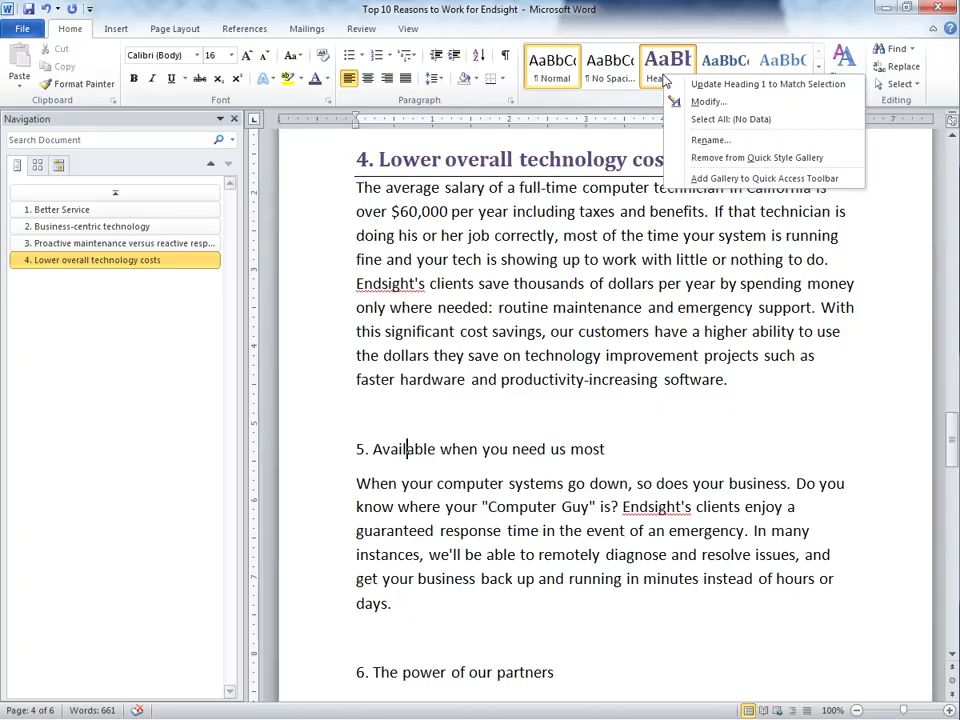 Top 10 Reasons to Work for Endsight - Microsoft Word
File Home Insert Page Layout References Mailings Review View
Paste
Cut
Copy
Format Painter
Clipboard
Calibri (Body) 16
Font
Paragraph
AaBbCc AaBbCc AaBb AaBbCc AaBbC
¶ Normal ¶ No Spaci... Hea
Find
Replace
Select
Editing
Update Heading 1 to Match Selection
Modify...
Select All: (No Data)
Rename...
Remove from Quick Style Gallery
Add Gallery to Quick Access Toolbar
Navigation
Search Document
1. Better Service
2. Business-centric technology
3. Proactive maintenance versus reactive resp...
4. Lower overall technology costs
4. Lower overall technology cos
The average salary of a full-time computer technician in California is
over $60,000 per year including taxes and benefits. If that technician is
doing his or her job correctly, most of the time your system is running
fine and your tech is showing up to work with little or nothing to do.
Endsight's clients save thousands of dollars per year by spending money
only where needed: routine maintenance and emergency support. With
this significant cost savings, our customers have a higher ability to use
the dollars they save on technology improvement projects such as
faster hardware and productivity-increasing software.
5. Available when you need us most
When your computer systems go down, so does your business. Do you
know where your "Computer Guy" is? Endsight's clients enjoy a
guaranteed response time in the event of an emergency. In many
instances, we'll be able to remotely diagnose and resolve issues, and
get your business back up and running in minutes instead of hours or
days.
6. The power of our partners
Page: 4 of 6 Words: 661 100%